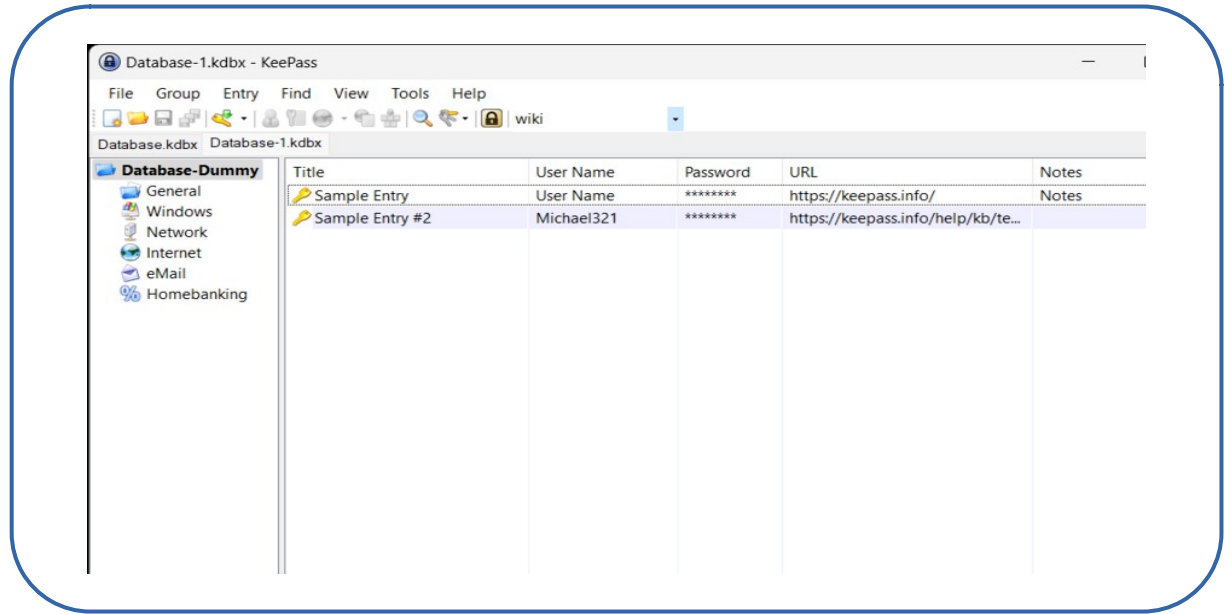 Database-1.kdbx - KeePass
File Group Entry Find View Tools Help
wiki
Database.kdbx Database-1.kdbx
Database-Dummy Title User Name Password URL Notes
General Sample Entry User Name ******** https://keepass.info/ Notes
Windows Sample Entry #2 Michael321 ******** https://keepass.info/help/kb/te...
Network
Internet
eMail
Homebanking